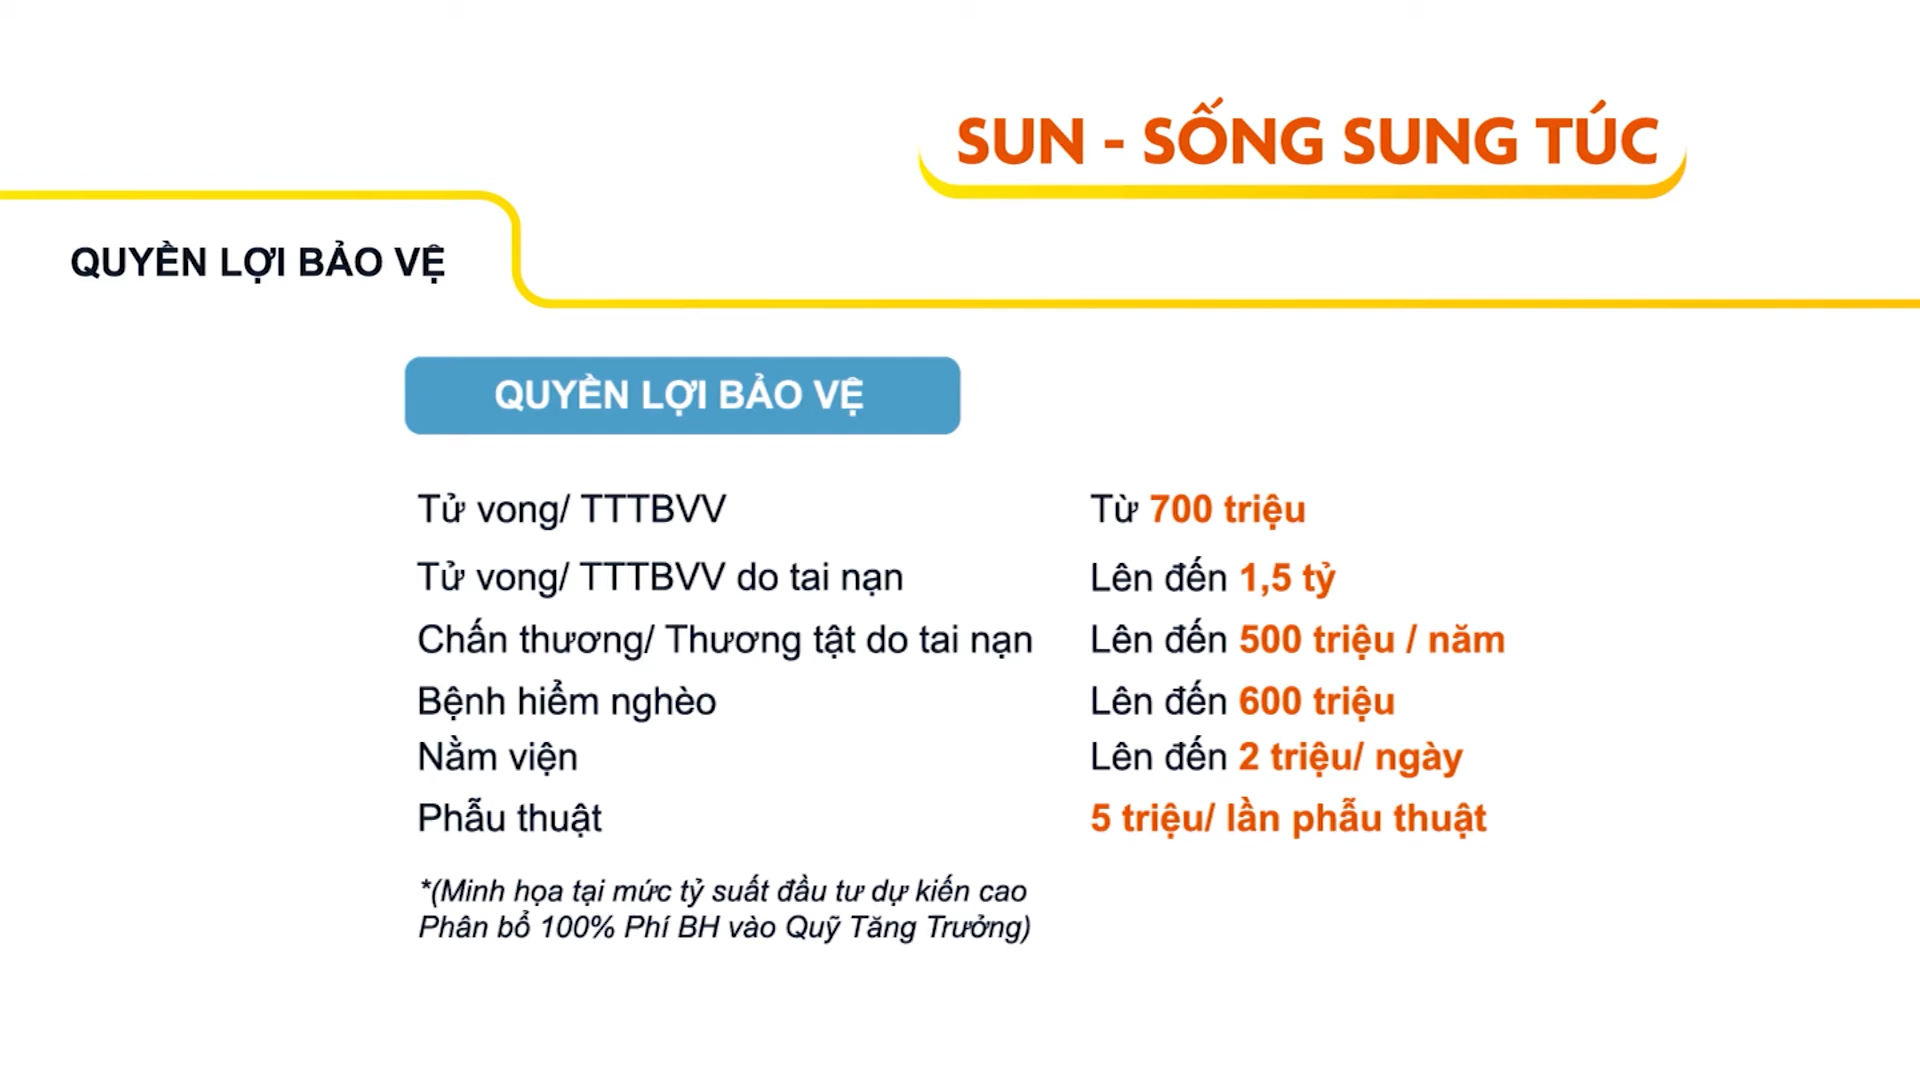 SUN - SỐNG SUNG TÚC
QUYỀN LỢI BẢO VỆ
QUYỀN LỢI BẢO VỆ
Tử vong/ TTTBVV Từ 700 triệu
Tử vong/ TTTBVV do tai nạn Lên đến 1,5 tỷ
Chấn thương/ Thương tật do tai nạn Lên đến 500 triệu / năm
Bệnh hiểm nghèo Lên đến 600 triệu
Nằm viện Lên đến 2 triệu/ ngày
Phẫu thuật 5 triệu/ lần phẫu thuật
*(Minh họa tại mức tỷ suất đầu tư dự kiến cao
Phân bổ 100% Phí BH vào Quỹ Tăng Trưởng)